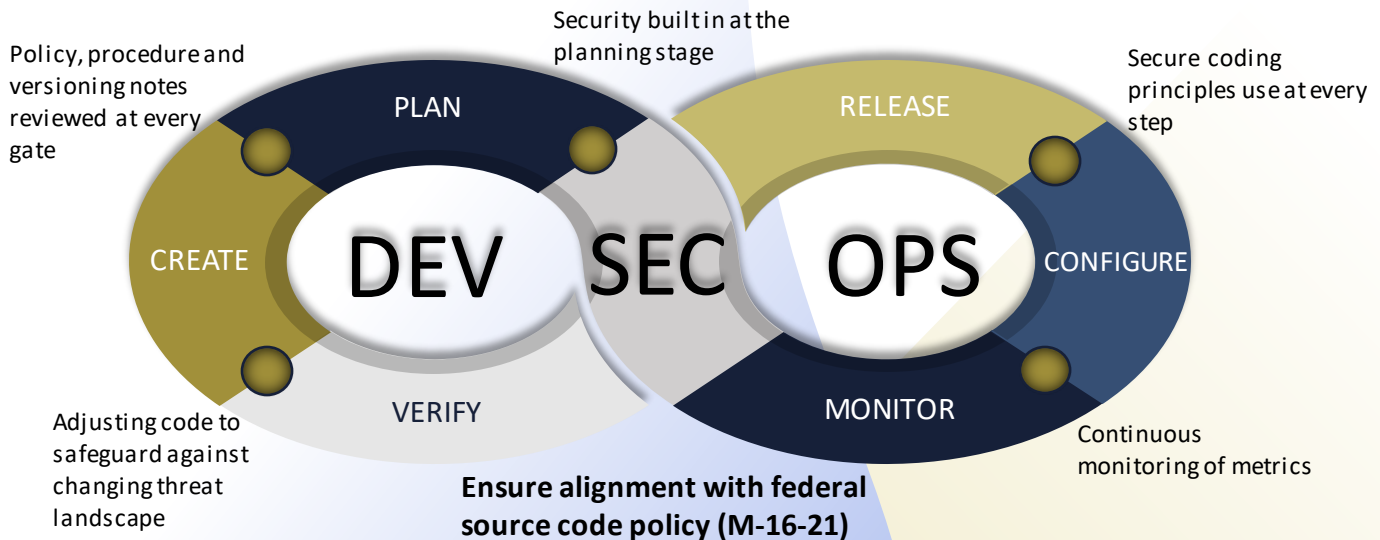 Security built in at the
planning stage
Policy, procedure and
versioning notes
reviewed at every
gate
Secure coding
principles use at every
step
PLAN
RELEASE
CREATE
DEV
SEC
OPS
CONFIGURE
VERIFY
MONITOR
Adjusting code to
safeguard against
changing threat
landscape
Continuous
monitoring of metrics
Ensure alignment with federal
source code policy (M-16-21)